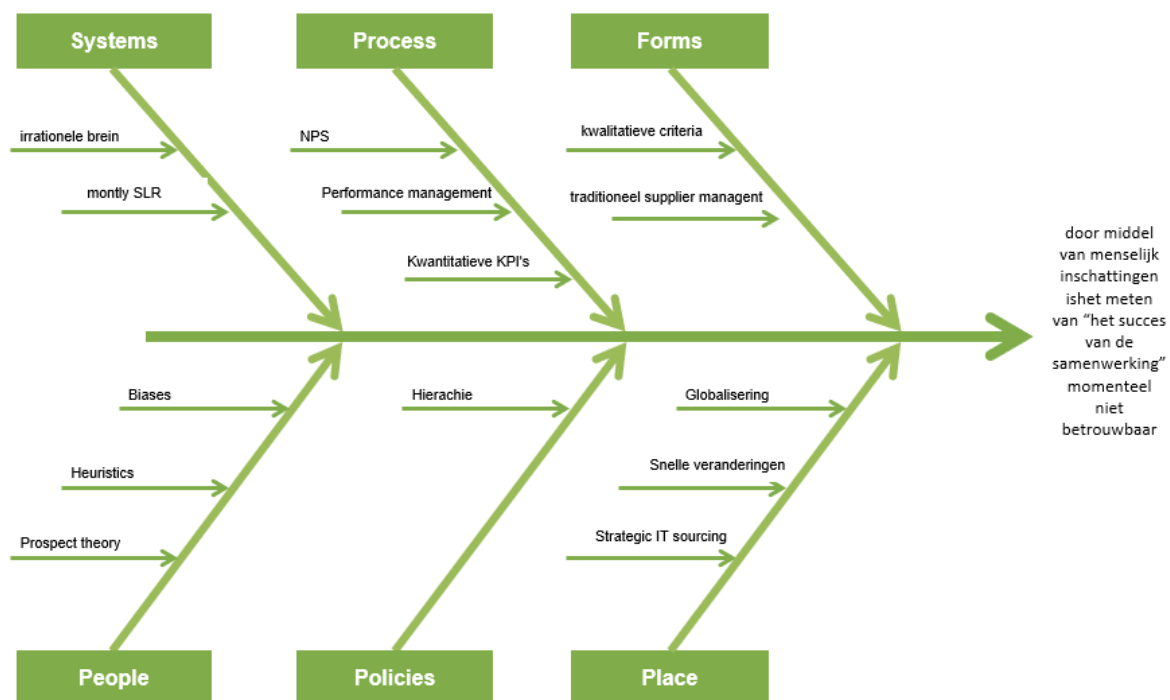 Systems
Process
Forms
irrationele brein
NPS
kwalitatieve criteria
montly SLR
Performance management
traditioneel supplier managent
Kwantitatieve KPI's
door middel
van menselijk
inschattingen
ishet meten
van “het succes
van de
samenwerking”
momenteel
niet
betrouwbaar
Biases
Hierachie
Globalisering
Heuristics
Snelle veranderingen
Prospect theory
Strategic IT sourcing
People
Policies
Place